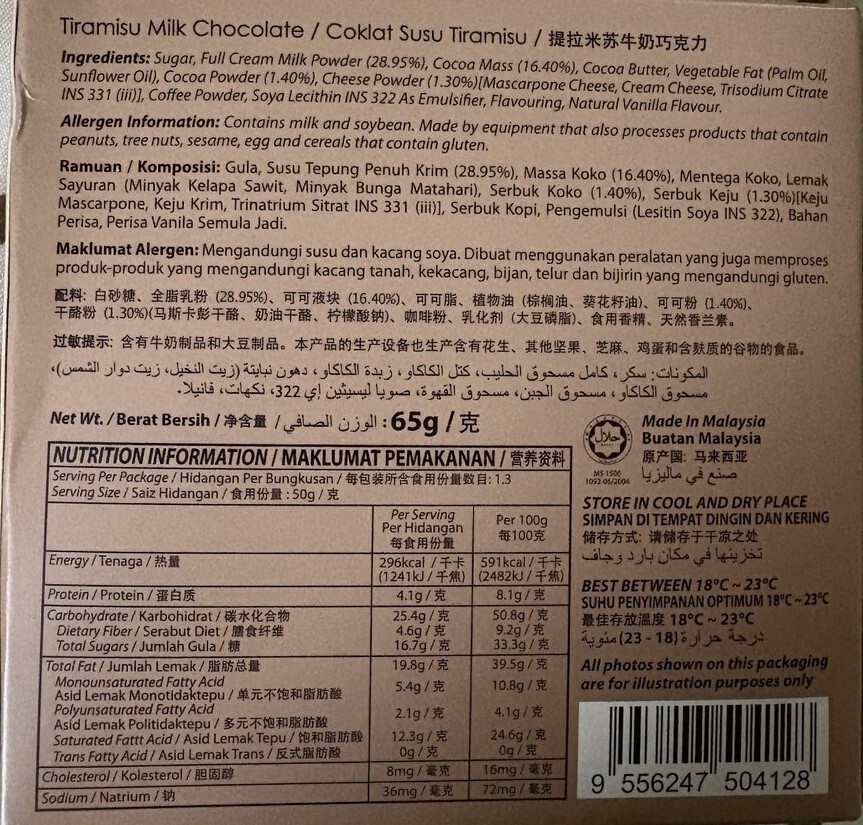 Tiramisu Milk Chocolate / Coklat Susu Tiramisu / 提拉米苏牛奶巧克力
Ingredients: Sugar, Full Cream Milk Powder (28.95%), Cocoa Mass (16.40%), Cocoa Butter, Vegetable Fat (Palm Oil,
Sunflower Oil), Cocoa Powder (1.40%), Cheese Powder (1.30%)[Mascarpone Cheese, Cream Cheese, Trisodium Citrate
INS 331 (iii)], Coffee Powder, Soya Lecithin INS 322 As Emulsifier, Flavouring, Natural Vanilla Flavour.
Allergen Information: Contains milk and soybean. Made by equipment that also processes products that contain
peanuts, tree nuts, sesame, egg and cereals that contain gluten.
Ramuan / Komposisi: Gula, Susu Tepung Penuh Krim (28.95%), Massa Koko (16.40%), Mentega Koko, Lemak
Sayuran (Minyak Kelapa Sawit, Minyak Bunga Matahari), Serbuk Koko (1.40%), Serbuk Keju (1.30%)[Keju
Mascarpone, Keju Krim, Trinatrium Sitrat INS 331 (iii)], Serbuk Kopi, Pengemulsi (Lesitin Soya INS 322), Bahan
Perisa, Perisa Vanila Semula Jadi.
Maklumat Alergen: Mengandungi susu dan kacang soya. Dibuat menggunakan peralatan yang juga memproses
produk-produk yang mengandungi kacang tanah, kekacang, bijan, telur dan bijirin yang mengandungi gluten.
配料: 白砂糖、全脂乳粉 (28.95%)、可可液块 (16.40%)、可可脂、植物油 (棕榈油、葵花籽油)、可可粉 (1.40%)、
干酪粉 (1.30%)(马斯卡彭干酪、奶油干酪、柠檬酸钠)、咖啡粉、乳化剂 (大豆磷脂)、食用香精、天然香兰素。
过敏提示: 含有牛奶制品和大豆制品。本产品的生产设备也生产含有花生、其他坚果、芝麻、鸡蛋和含麸质的谷物的食品。
المكونات: سكر، كامل مسحوق الحليب، كتل الكاكاو، زبدة الكاكاو، دهون نباتية (زيت النخيل، زيت دوار الشمس)،
مسحوق الكاكاو، مسحوق الجبن، مسحوق القهوة، صويا ليسيثين إي 322، نكهات، فانيلا.
Net Wt. / Berat Bersih / 净含量 / الوزن الصافي : 65g / 克
NUTRITION INFORMATION / MAKLUMAT PEMAKANAN / 营养资料
Serving Per Package / Hidangan Per Bungkusan / 每包装所含食用份量数目: 1.3
Serving Size / Saiz Hidangan / 食用份量 : 50g / 克
Per Serving
Per Hidangan
每食用份量
Per 100g
每100克
Energy / Tenaga / 热量 296kcal / 千卡 591kcal / 千卡
(1241kJ / 千焦) (2482kJ / 千焦)
Protein / Protein / 蛋白质 4.1g / 克 8.1g / 克
Carbohydrate / Karbohidrat / 碳水化合物 25.4g / 克 50.8g / 克
Dietary Fiber / Serabut Diet / 膳食纤维 4.6g / 克 9.2g / 克
Total Sugars / Jumlah Gula / 糖 16.7g / 克 33.3g / 克
Total Fat / Jumlah Lemak / 脂肪总量 19.8g / 克 39.5g / 克
Monounsaturated Fatty Acid
Asid Lemak Monotidaktepu / 单元不饱和脂肪酸 5.4g / 克 10.8g / 克
Polyunsaturated Fatty Acid
Asid Lemak Politidaktepu / 多元不饱和脂肪酸 2.1g / 克 4.1g / 克
Saturated Fattt Acid / Asid Lemak Tepu / 饱和脂肪酸 12.3g / 克 24.6g / 克
Trans Fatty Acid / Asid Lemak Trans / 反式脂肪酸 0g / 克 0g / 克
Cholesterol / Kolesterol / 胆固醇 8mg / 毫克 16mg / 毫克
Sodium / Natrium / 钠 36mg / 毫克 72mg / 毫克
حلال
MS 1500
1092 06/2004
Made In Malaysia
Buatan Malaysia
原产国: 马来西亚
صنع في ماليزيا
STORE IN COOL AND DRY PLACE
SIMPAN DI TEMPAT DINGIN DAN KERING
储存方式: 请储存于干凉之处
تخزينها في مكان بارد وجاف
BEST BETWEEN 18°C ~ 23°C
SUHU PENYIMPANAN OPTIMUM 18°C ~ 23°C
最佳存放温度 18°C ~ 23°C
درجة حرارة (18 - 23) مئوية
All photos shown on this packaging
are for illustration purposes only
9 556247 504128